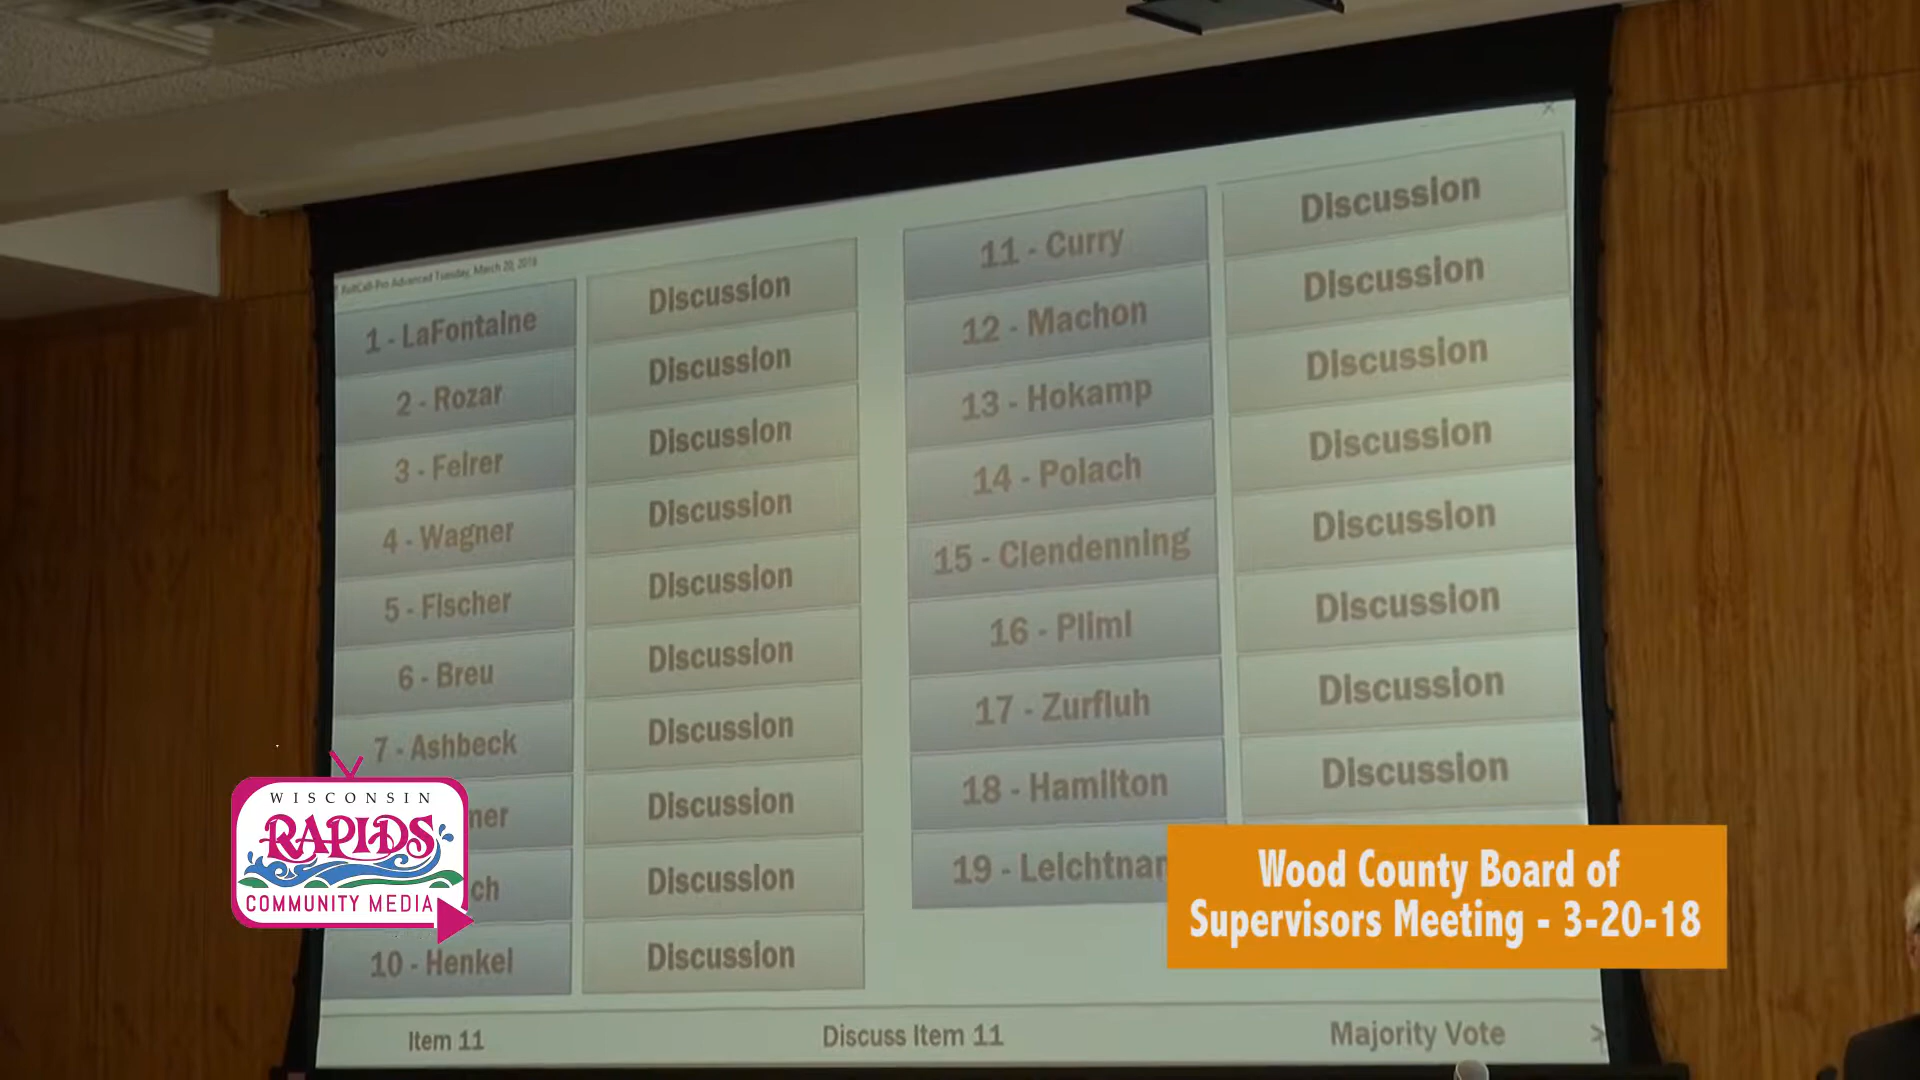 RollCall-Pro Advanced Tuesday, March 20, 2018
1 - LaFontaine Discussion
2 - Rozar Discussion
3 - Feirer Discussion
4 - Wagner Discussion
5 - Fischer Discussion
6 - Breu Discussion
7 - Ashbeck Discussion
ner Discussion
ch Discussion
10 - Henkel Discussion
11 - Curry Discussion
12 - Machon Discussion
13 - Hokamp Discussion
14 - Polach Discussion
15 - Clendenning Discussion
16 - Pliml Discussion
17 - Zurfluh Discussion
18 - Hamilton Discussion
19 - Leichtnar
Item 11 Discuss Item 11 Majority Vote
WISCONSIN
RAPIDS
COMMUNITY MEDIA
Wood County Board of
Supervisors Meeting - 3-20-18